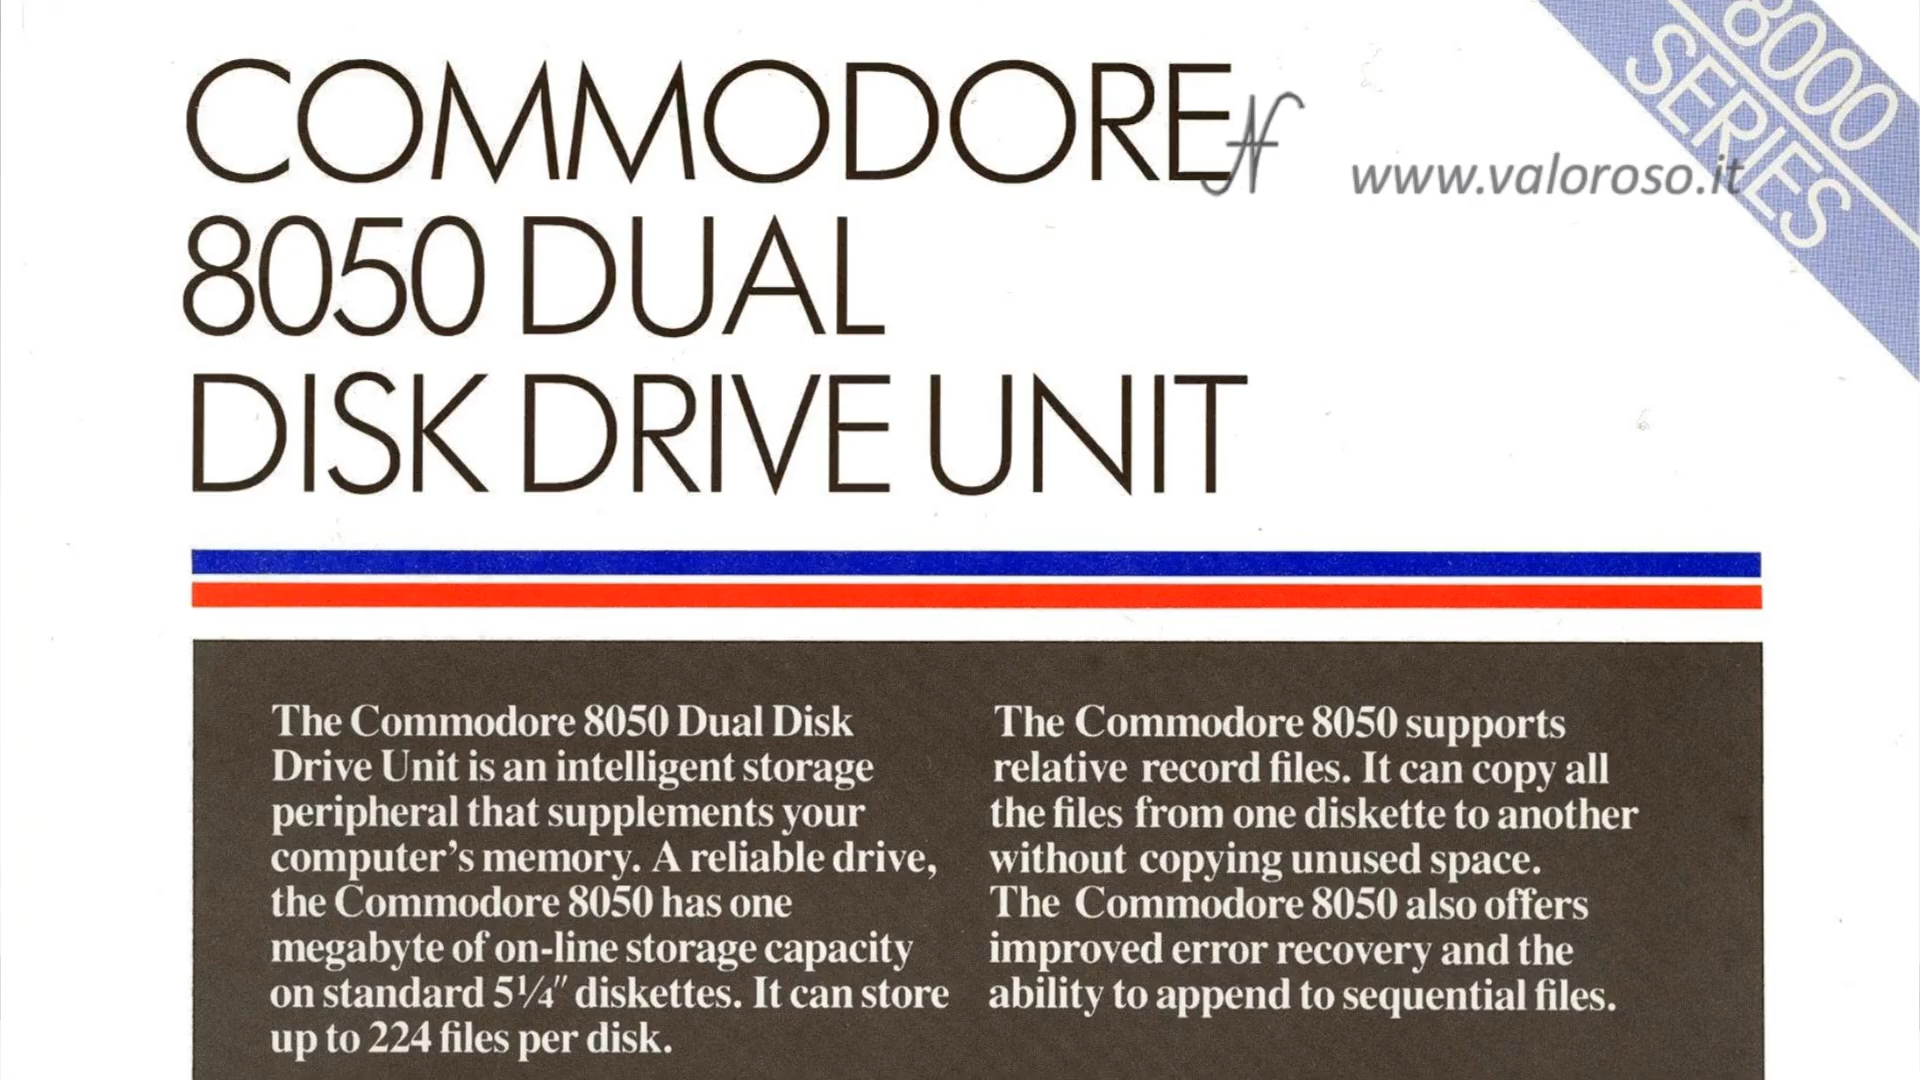 COMMODORE
8050 DUAL
DISK DRIVE UNIT
8000
SERIES
www.valoroso.it
The Commodore 8050 Dual Disk
Drive Unit is an intelligent storage
peripheral that supplements your
computer's memory. A reliable drive,
the Commodore 8050 has one
megabyte of on-line storage capacity
on standard 5¼″ diskettes. It can store
up to 224 files per disk.
The Commodore 8050 supports
relative record files. It can copy all
the files from one diskette to another
without copying unused space.
The Commodore 8050 also offers
improved error recovery and the
ability to append to sequential files.